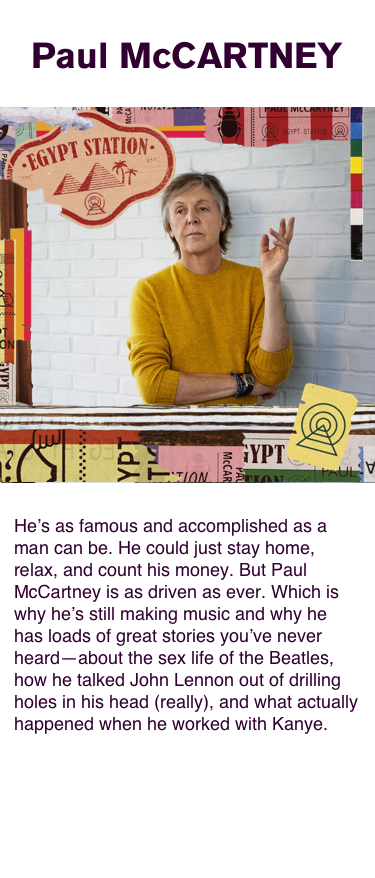 Paul McCARTNEY
PAUL MCCARTNEY
EGYPT STATION
·EGYPT STATION·
He’s as famous and accomplished as a
man can be. He could just stay home,
relax, and count his money. But Paul
McCartney is as driven as ever. Which is
why he’s still making music and why he
has loads of great stories you’ve never
heard—about the sex life of the Beatles,
how he talked John Lennon out of drilling
holes in his head (really), and what actually
happened when he worked with Kanye.